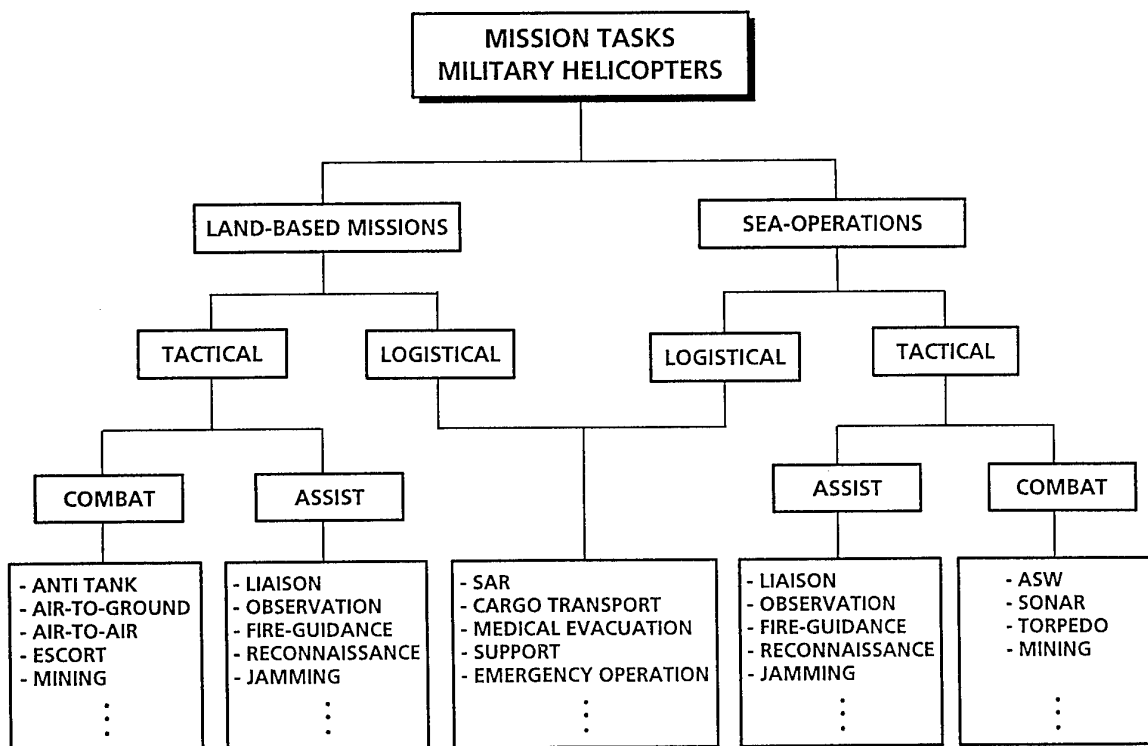 MISSION TASKS
MILITARY HELICOPTERS
LAND-BASED MISSIONS
SEA-OPERATIONS
TACTICAL
LOGISTICAL
LOGISTICAL
TACTICAL
COMBAT
ASSIST
ASSIST
COMBAT
- ANTI TANK
- AIR-TO-GROUND
- AIR-TO-AIR
- ESCORT
- MINING
- LIAISON
- OBSERVATION
- FIRE-GUIDANCE
- RECONNAISSANCE
- JAMMING
- SAR
- CARGO TRANSPORT
- MEDICAL EVACUATION
- SUPPORT
- EMERGENCY OPERATION
- LIAISON
- OBSERVATION
- FIRE-GUIDANCE
- RECONNAISSANCE
- JAMMING
- ASW
- SONAR
- TORPEDO
- MINING